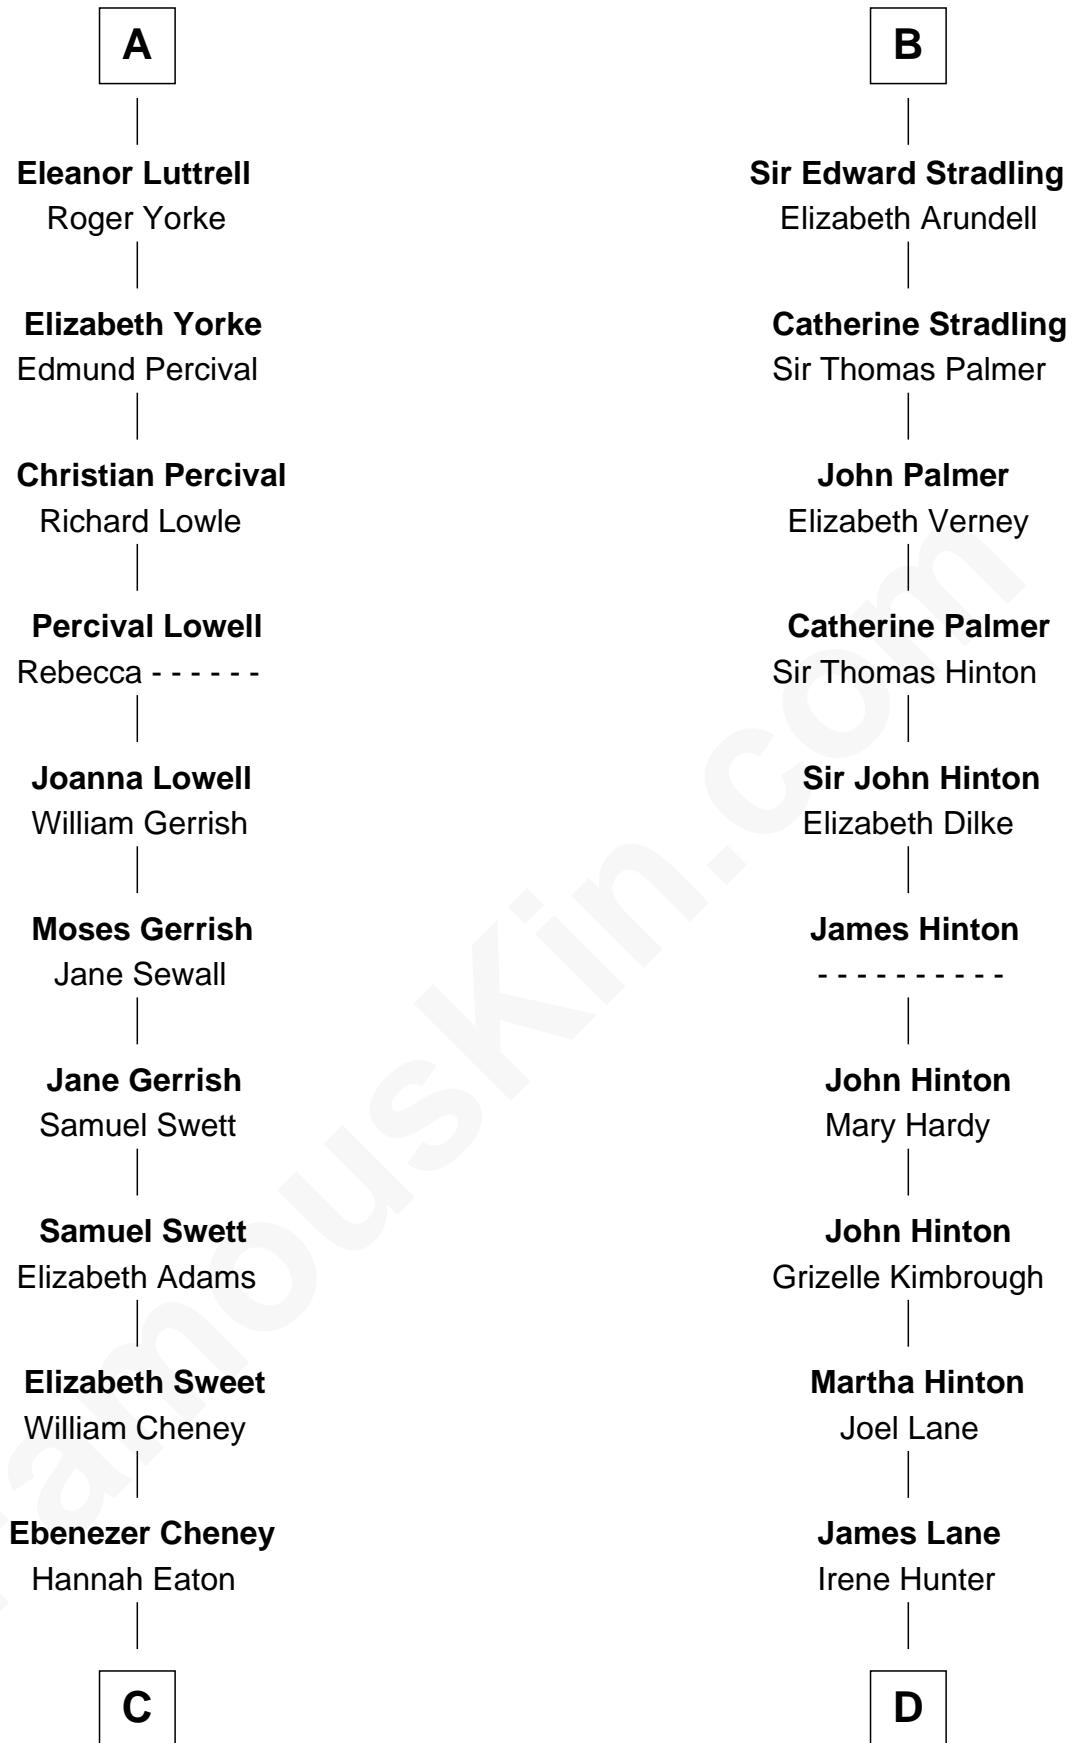 A
Eleanor Luttrell
Roger Yorke
Elizabeth Yorke
Edmund Percival
Christian Percival
Richard Lowle
Percival Lowell
Rebecca - - - - - -
Joanna Lowell
William Gerrish
Moses Gerrish
Jane Sewall
Jane Gerrish
Samuel Swett
Samuel Swett
Elizabeth Adams
Elizabeth Sweet
William Cheney
Ebenezer Cheney
Hannah Eaton
C
B
Sir Edward Stradling
Elizabeth Arundell
Catherine Stradling
Sir Thomas Palmer
John Palmer
Elizabeth Verney
Catherine Palmer
Sir Thomas Hinton
Sir John Hinton
Elizabeth Dilke
James Hinton
- - - - - - - - - -
John Hinton
Mary Hardy
John Hinton
Grizelle Kimbrough
Martha Hinton
Joel Lane
James Lane
Irene Hunter
D
FamousKin.com